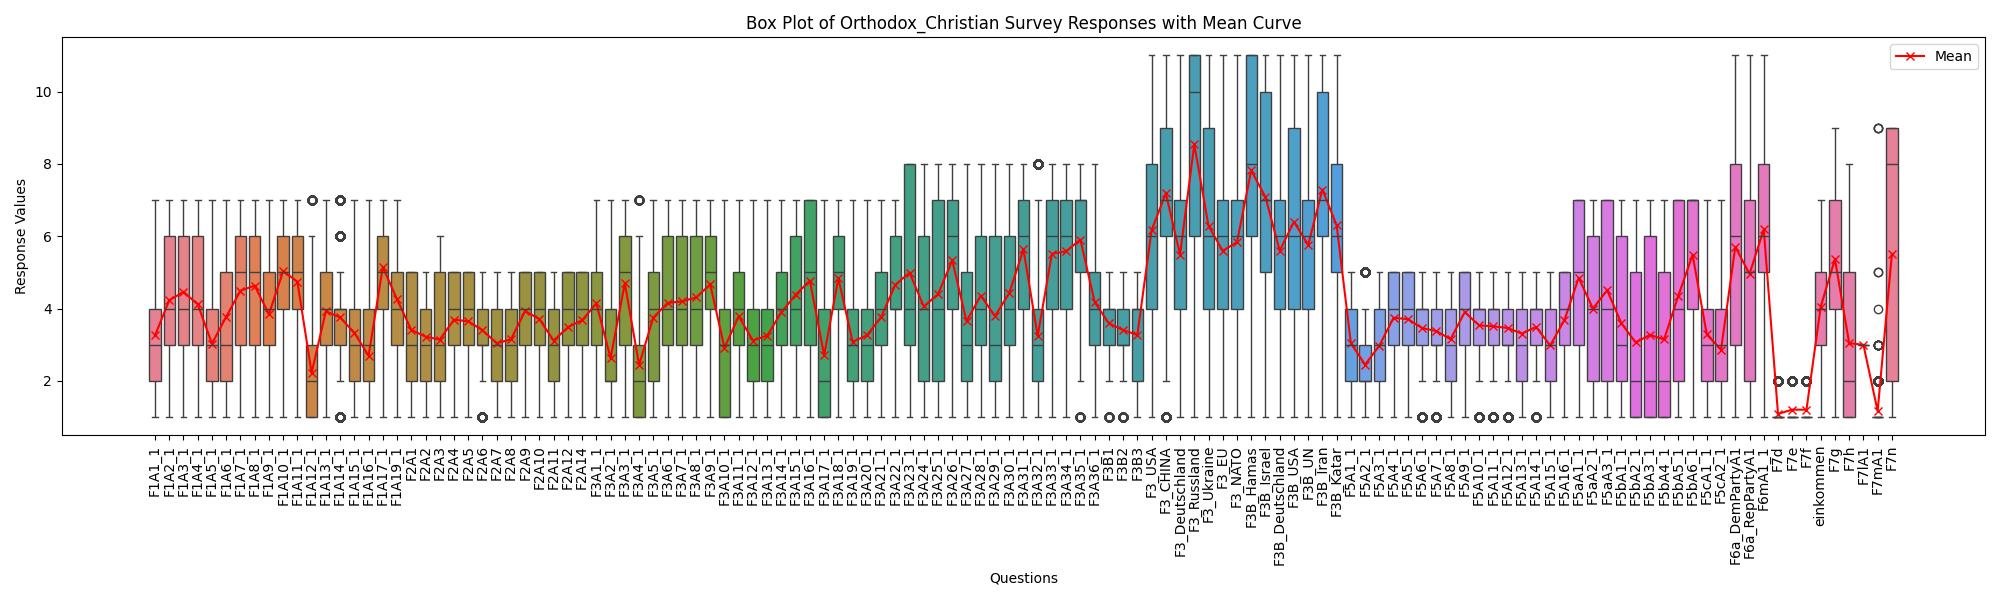 Box Plot of Orthodox_Christian Survey Responses with Mean Curve
Mean
Response Values
10
8
6
4
2
F1A1_1
F1A2_1
F1A3_1
F1A4_1
F1A5_1
F1A6_1
F1A7_1
F1A8_1
F1A9_1
F1A10_1
F1A11_1
F1A12_1
F1A13_1
F1A14_1
F1A15_1
F1A16_1
F1A17_1
F1A19_1
F2A1
F2A2
F2A3
F2A4
F2A5
F2A6
F2A7
F2A8
F2A9
F2A10
F2A11
F2A12
F2A14
F3A1_1
F3A2_1
F3A3_1
F3A4_1
F3A5_1
F3A6_1
F3A7_1
F3A8_1
F3A9_1
F3A10_1
F3A11_1
F3A12_1
F3A13_1
F3A14_1
F3A15_1
F3A16_1
F3A17_1
F3A18_1
F3A19_1
F3A20_1
F3A21_1
F3A22_1
F3A23_1
F3A24_1
F3A25_1
F3A26_1
F3A27_1
F3A28_1
F3A29_1
F3A30_1
F3A31_1
F3A32_1
F3A33_1
F3A34_1
F3A35_1
F3A36_1
F3B1
F3B2
F3B3
F3_USA
F3_CHINA
F3_Deutschland
F3_Russland
F3_Ukraine
F3_EU
F3_NATO
F3B_Hamas
F3B_Israel
F3B_Deutschland
F3B_USA
F3B_UN
F3B_Iran
F3B_Katar
F5A1_1
F5A2_1
F5A3_1
F5A4_1
F5A5_1
F5A6_1
F5A7_1
F5A8_1
F5A9_1
F5A10_1
F5A11_1
F5A12_1
F5A13_1
F5A14_1
F5A15_1
F5A16_1
F5aA1_1
F5aA2_1
F5aA3_1
F5bA1_1
F5bA2_1
F5bA3_1
F5bA4_1
F5bA5_1
F5bA6_1
F5cA1_1
F5cA2_1
F6a_DemPartyA1
F6a_RepPartyA1
F6mA1_1
F7d
F7e
F7f
einkommen
F7g
F7h
F7lA1
F7mA1
F7n
Questions